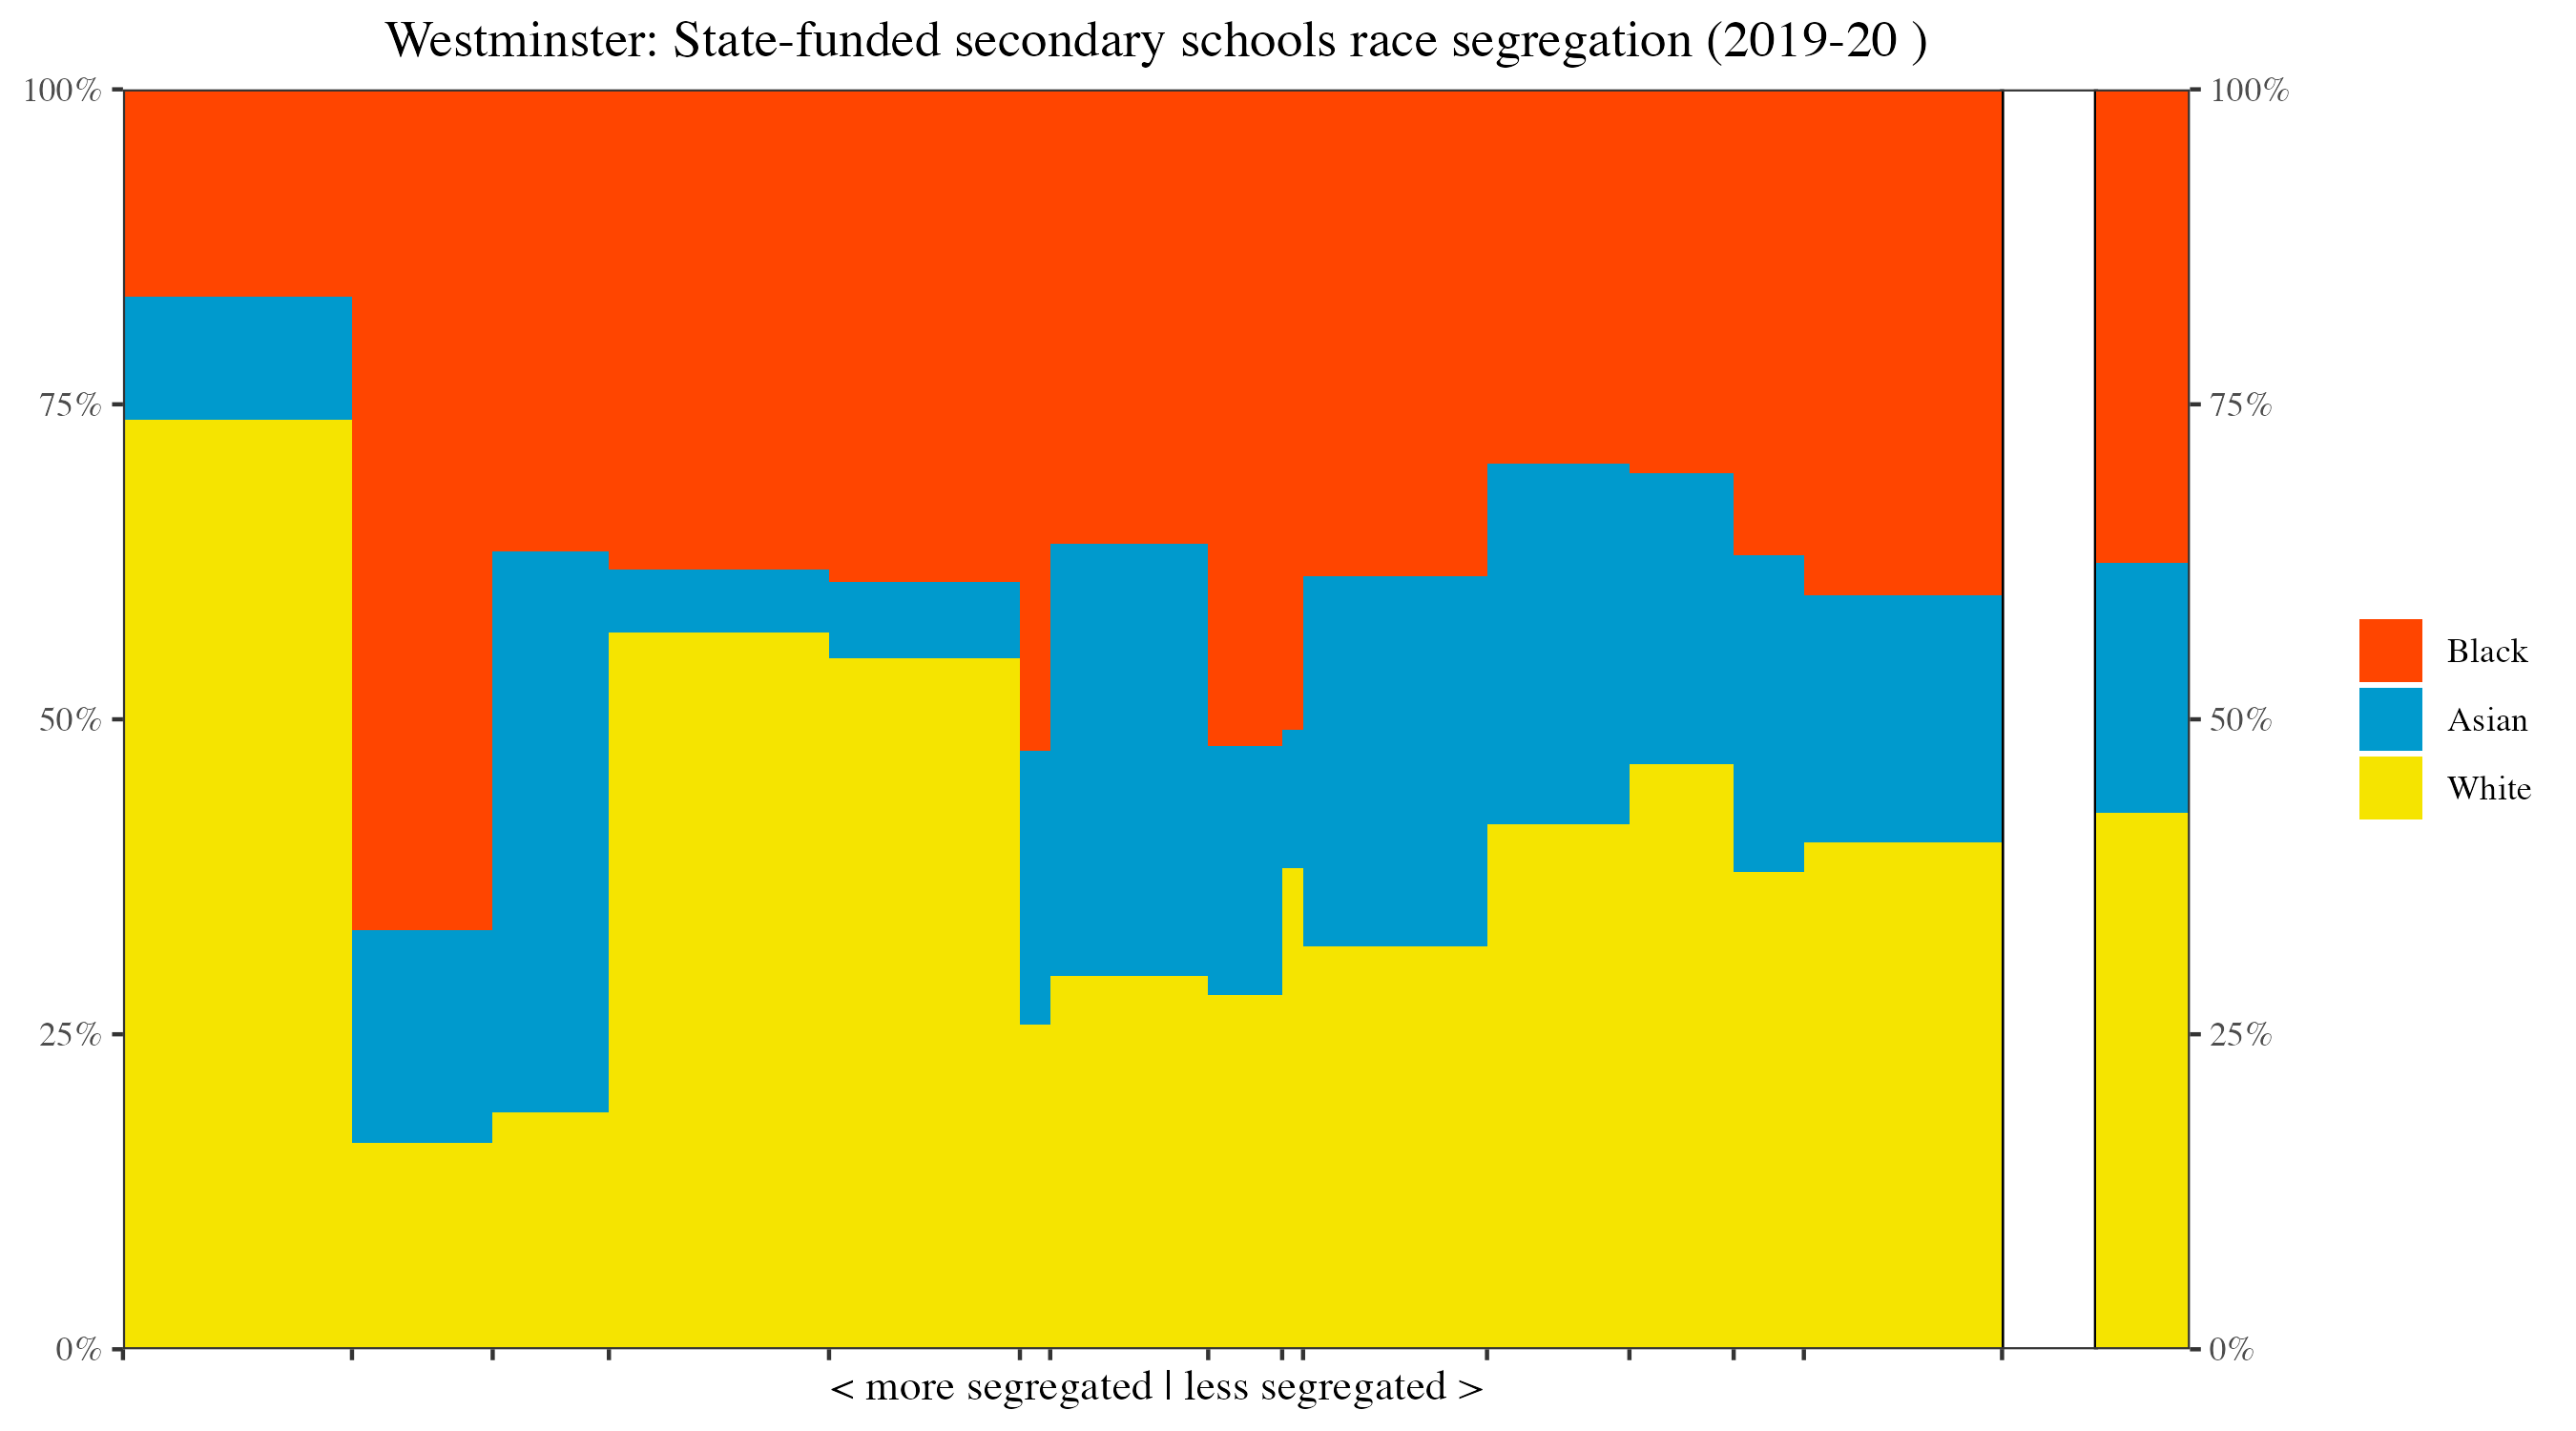 Westminster: State-funded secondary schools race segregation (2019-20 )
100%
75%
50%
25%
0%
100%
75%
50%
25%
0%
Black
Asian
White
< more segregated | less segregated >